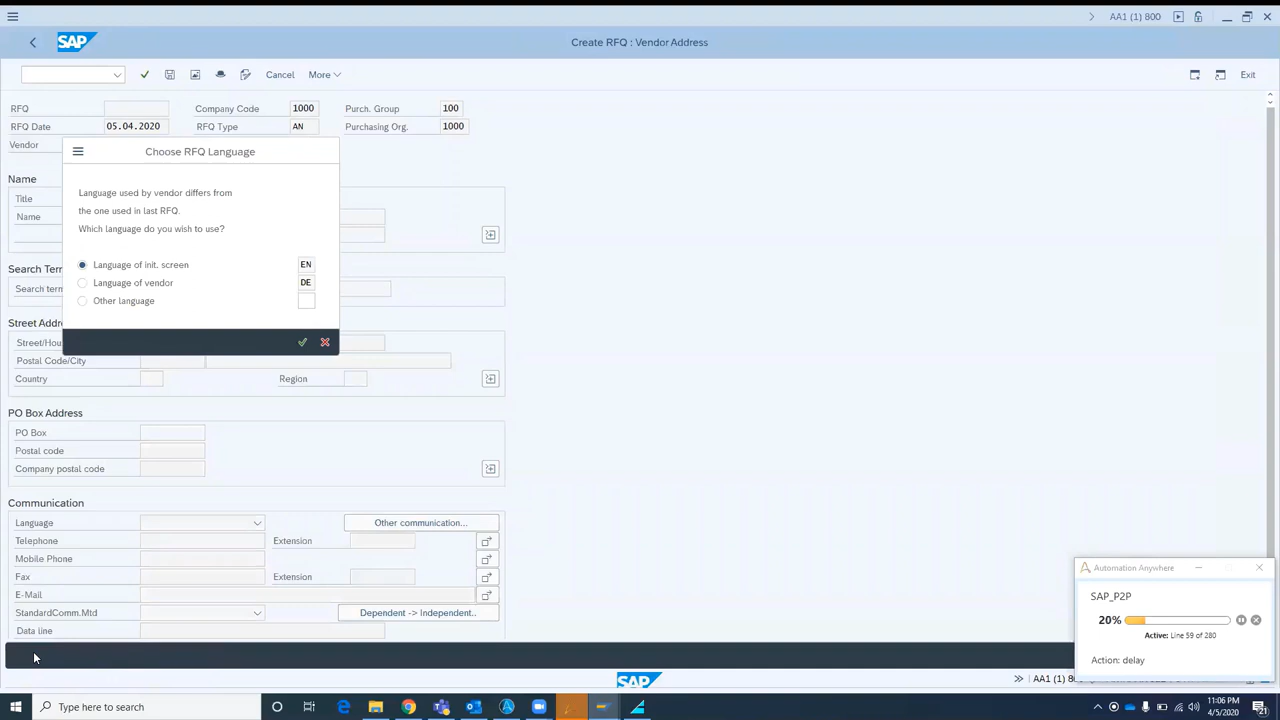 AA1 (1) 800
SAP
Create RFQ : Vendor Address
Cancel
More
Exit
RFQ
Company Code 1000
Purch. Group 100
RFQ Date 05.04.2020
RFQ Type AN
Purchasing Org. 1000
Vendor
Choose RFQ Language
Language used by vendor differs from
the one used in last RFQ.
Which language do you wish to use?
Language of init. screen EN
Language of vendor DE
Other language
Name
Title
Name
Search Term
Search term
Street Addr
Street/Hou
Postal Code/City
Country
Region
PO Box Address
PO Box
Postal code
Company postal code
Communication
Language
Other communication...
Telephone
Extension
Mobile Phone
Fax
Extension
E-Mail
StandardComm.Mtd
Dependent -> Independent..
Data line
Automation Anywhere
SAP_P2P
20%
Active: Line 59 of 280
Action: delay
SAP
AA1 (1) 80
Type here to search
11:06 PM
4/5/2020